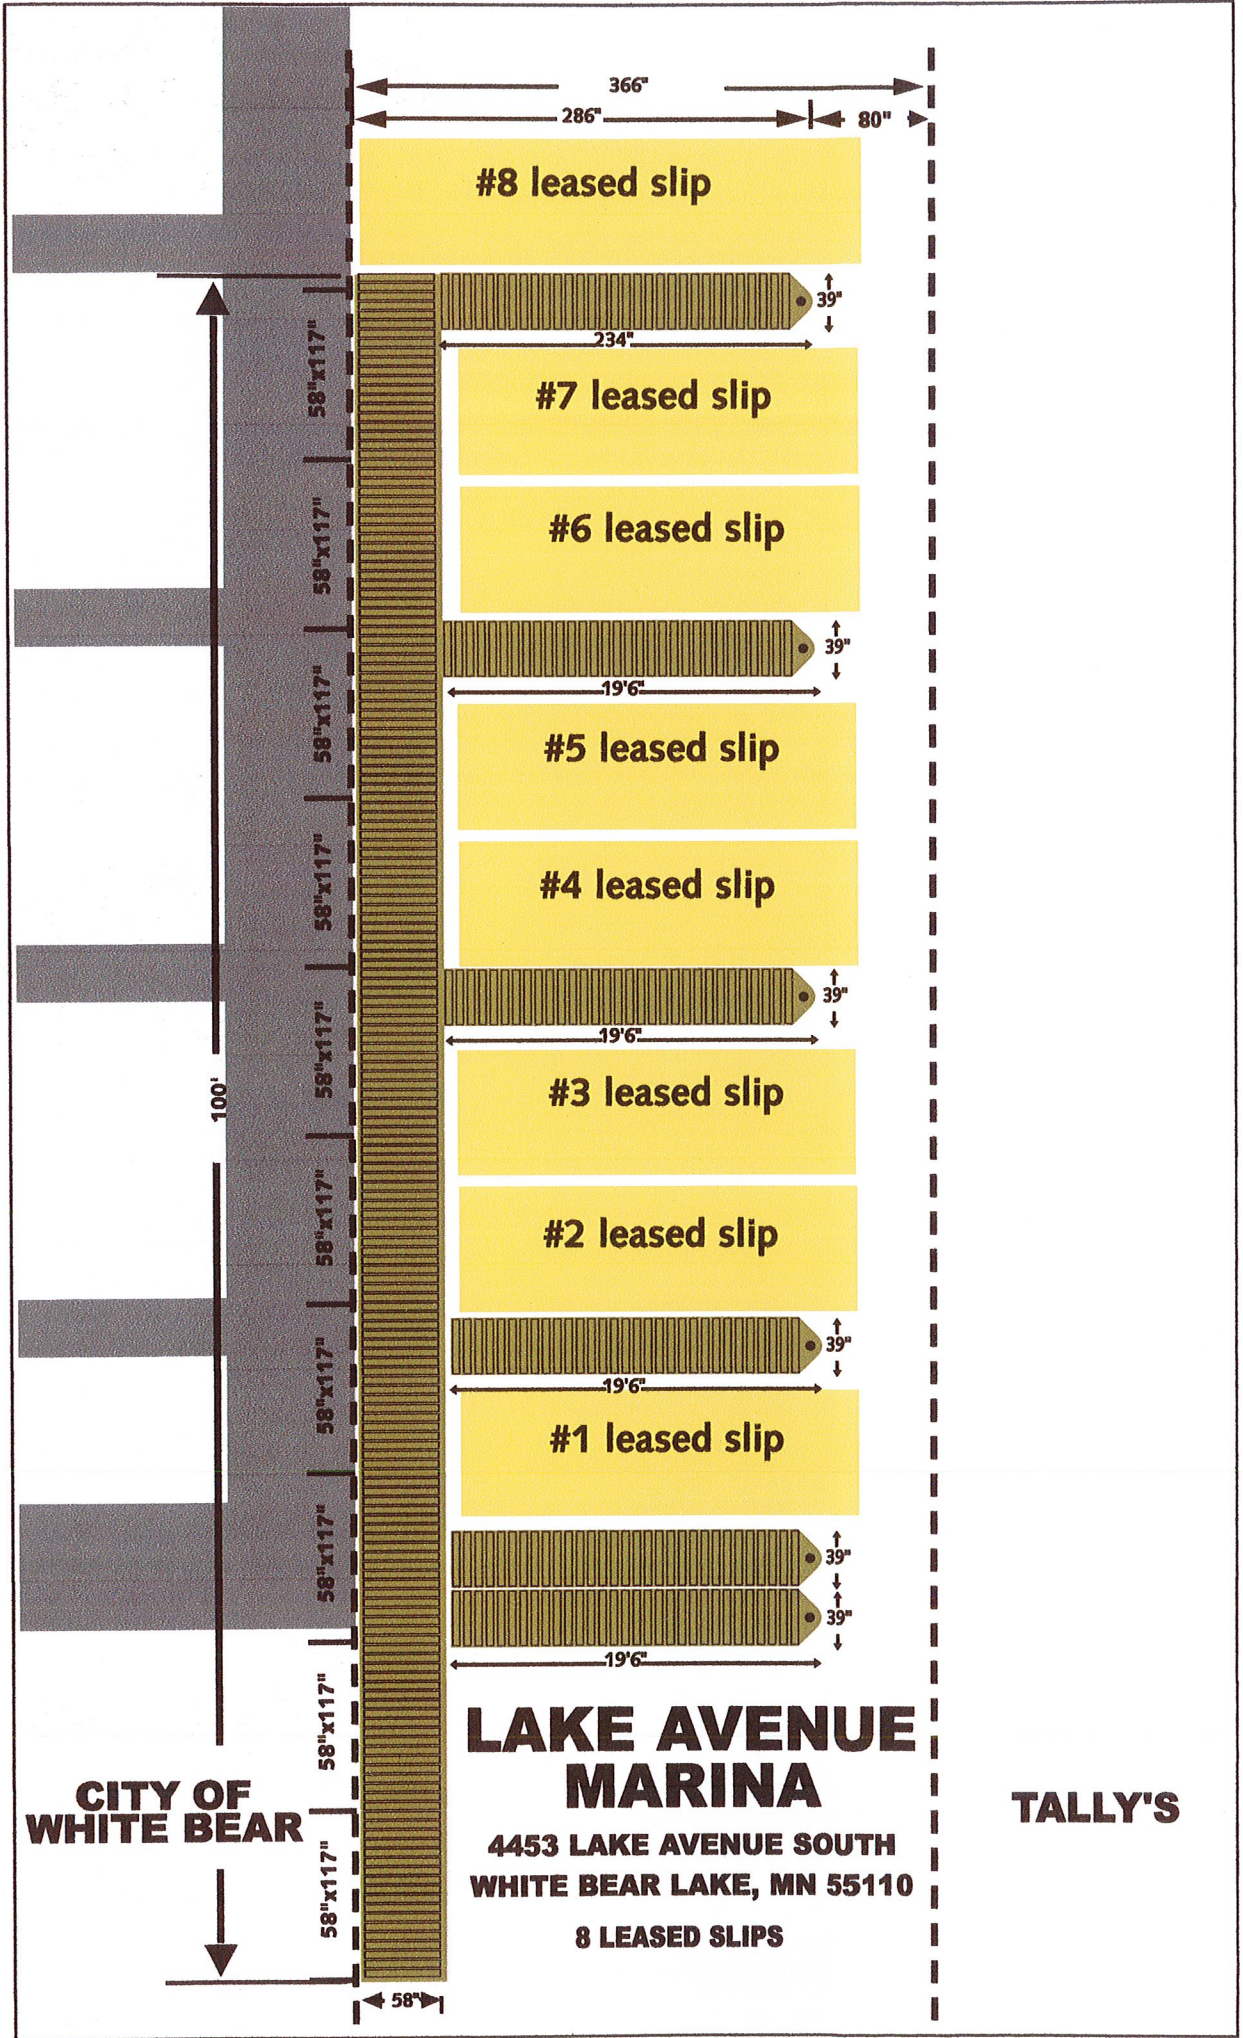 366"
286"
80"
#8 leased slip
39"
234"
58"x117"
#7 leased slip
58"x117"
#6 leased slip
39"
19'6"
58"x117"
#5 leased slip
58"x117"
#4 leased slip
39"
19'6"
58"x117"
100'
#3 leased slip
58"x117"
#2 leased slip
39"
19'6"
58"x117"
#1 leased slip
58"x117"
39"
39"
19'6"
58"x117"
LAKE AVENUE
MARINA
CITY OF
WHITE BEAR
TALLY'S
4453 LAKE AVENUE SOUTH
WHITE BEAR LAKE, MN 55110
58"x117"
8 LEASED SLIPS
58"